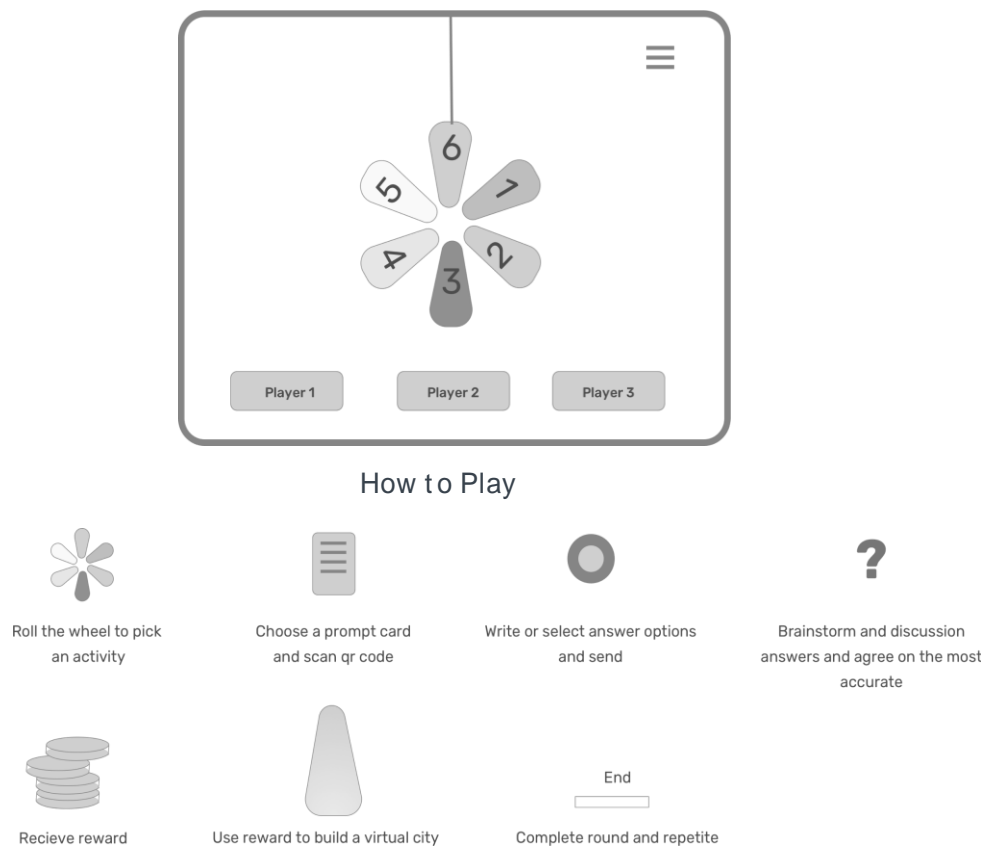 6
5
1
4
2
3
Player 1
Player 2
Player 3
How to Play
Roll the wheel to pick
an activity
Choose a prompt card
and scan qr code
Write or select answer options
and send
?
Brainstorm and discussion
answers and agree on the most
accurate
Recieve reward
Use reward to build a virtual city
End
Complete round and repetite